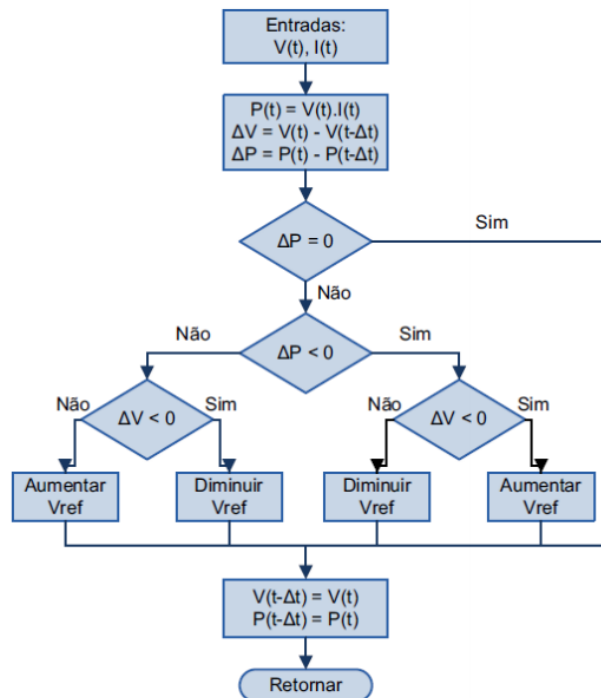 Entradas:
V(t), I(t)
P(t) = V(t).I(t)
ΔV = V(t) - V(t-Δt)
ΔP = P(t) - P(t-Δt)
ΔP = 0
Sim
Não
ΔP < 0
Não
Sim
ΔV < 0
Não
Sim
ΔV < 0
Não
Sim
Aumentar
Vref
Diminuir
Vref
Diminuir
Vref
Aumentar
Vref
V(t-Δt) = V(t)
P(t-Δt) = P(t)
Retornar